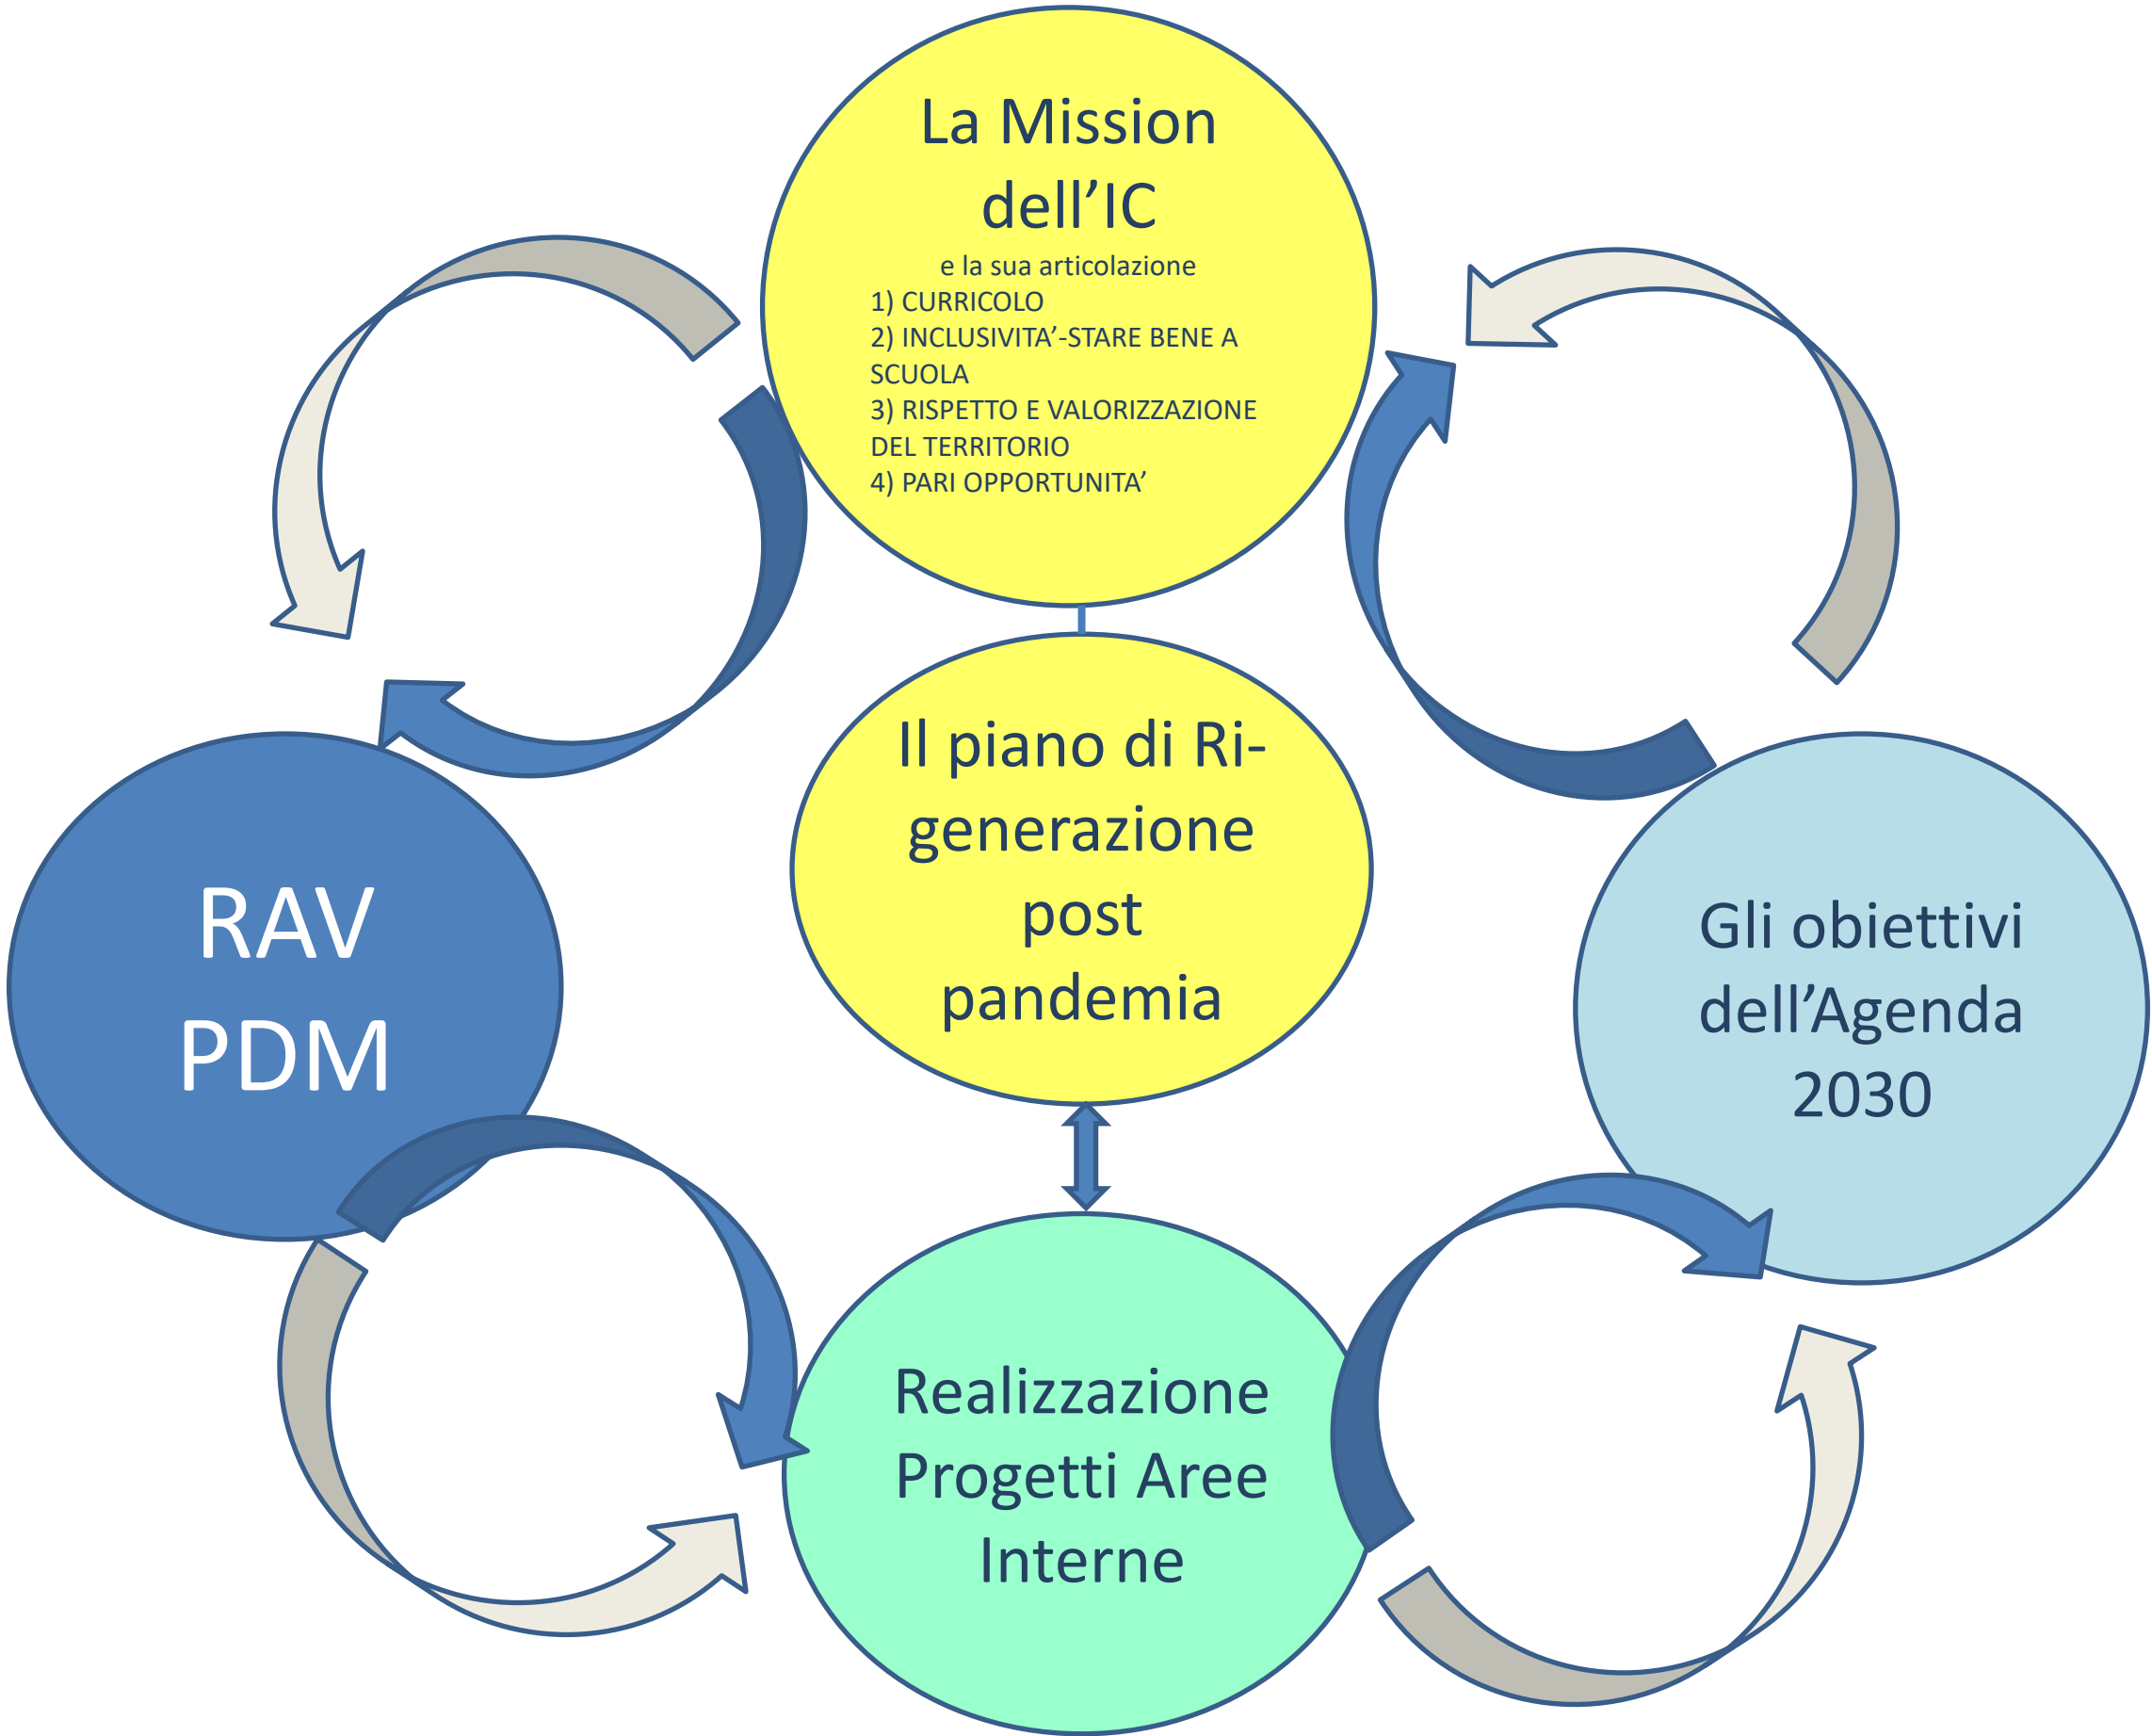 La Mission
dell’IC
e la sua articolazione
1) CURRICOLO
2) INCLUSIVITA’-STARE BENE A
SCUOLA
3) RISPETTO E VALORIZZAZIONE
DEL TERRITORIO
4) PARI OPPORTUNITA’
Il piano di Ri-
generazione
post
pandemia
RAV
PDM
Gli obiettivi
dell’Agenda
2030
Realizzazione
Progetti Aree
Interne